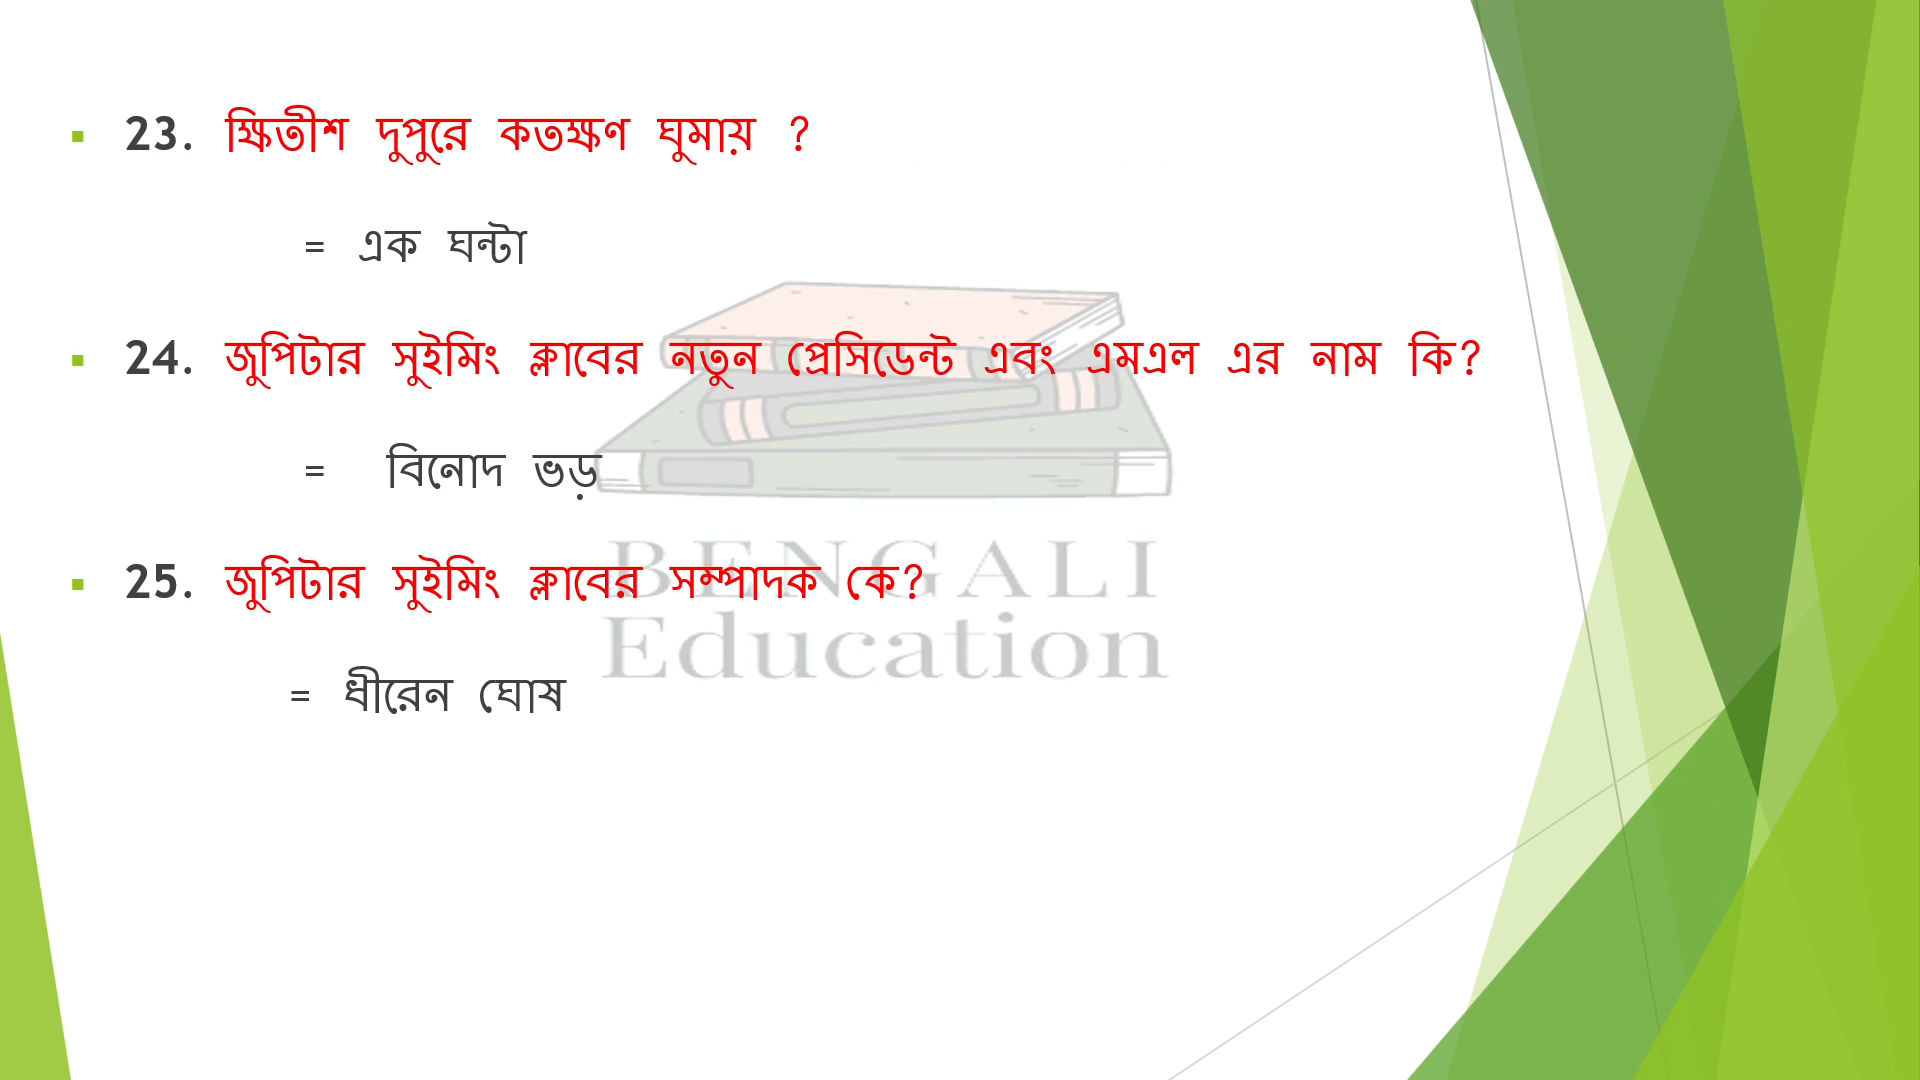 ▪ 23. ক্ষিতীশ দুপুরে কতক্ষণ ঘুমায় ?
= এক ঘন্টা
▪ 24. জুপিটার সুইমিং ক্লাবের নতুন প্রেসিডেন্ট এবং এমএল এর নাম কি?
= বিনোদ ভড়
▪ 25. জুপিটার সুইমিং ক্লাবের সম্পাদক কে?
= ধীরেন ঘোষ
BENGALI
Education